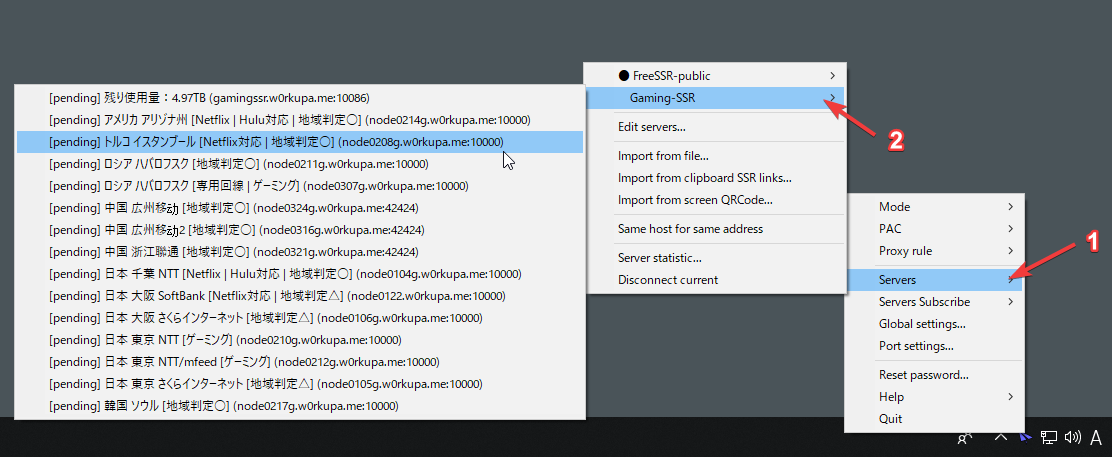 [pending] 残り使用量：4.97TB (gamingssr.w0rkupa.me:10086)
[pending] アメリカ アリゾナ州 [Netflix | Hulu対応 | 地域判定〇] (node0214g.w0rkupa.me:10000)
[pending] トルコ イスタンブール [Netflix対応 | 地域判定〇] (node0208g.w0rkupa.me:10000)
[pending] ロシア ハバロフスク [地域判定〇] (node0211g.w0rkupa.me:10000)
[pending] ロシア ハバロフスク [専用回線 | ゲーミング] (node0307g.w0rkupa.me:10000)
[pending] 中国 広州移动 [地域判定〇] (node0324g.w0rkupa.me:42424)
[pending] 中国 広州移动2 [地域判定〇] (node0316g.w0rkupa.me:42424)
[pending] 中国 浙江聯通 [地域判定〇] (node0321g.w0rkupa.me:42424)
[pending] 日本 千葉 NTT [Netflix | Hulu対応 | 地域判定〇] (node0104g.w0rkupa.me:10000)
[pending] 日本 大阪 SoftBank [Netflix対応 | 地域判定△] (node0122.w0rkupa.me:10000)
[pending] 日本 大阪 さくらインターネット [地域判定△] (node0106g.w0rkupa.me:10000)
[pending] 日本 東京 NTT [ゲーミング] (node0210g.w0rkupa.me:10000)
[pending] 日本 東京 NTT/mfeed [ゲーミング] (node0212g.w0rkupa.me:10000)
[pending] 日本 東京 さくらインターネット [地域判定△] (node0105g.w0rkupa.me:10000)
[pending] 韓国 ソウル [地域判定〇] (node0217g.w0rkupa.me:10000)
FreeSSR-public
Gaming-SSR
Edit servers...
Import from file...
Import from clipboard SSR links...
Import from screen QRCode...
Same host for same address
Server statistic...
Disconnect current
2
Mode
PAC
Proxy rule
Servers
Servers Subscribe
Global settings...
Port settings...
Reset password...
Help
Quit
1
A